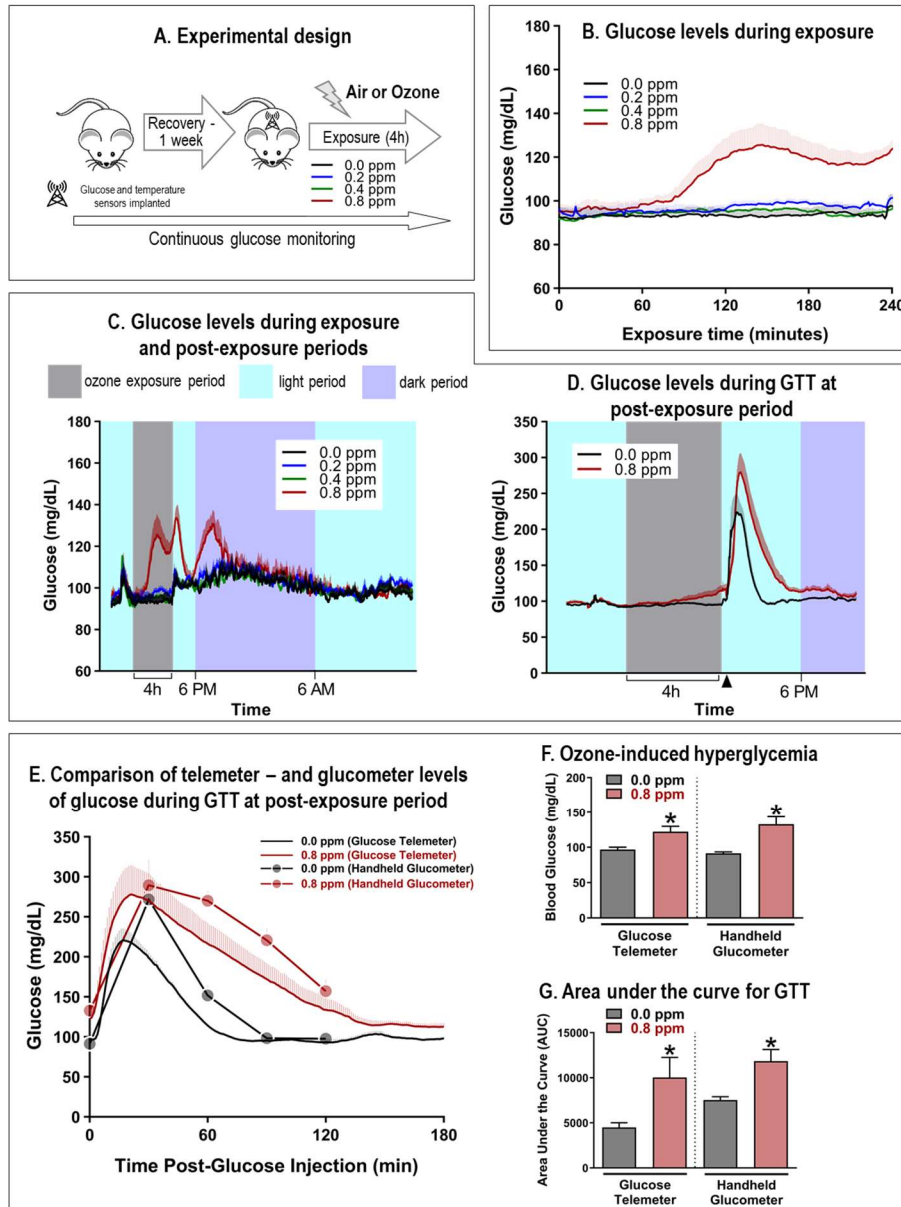 A. Experimental design
Air or Ozone
Recovery -
1 week
Exposure (4h)
0.0 ppm
0.2 ppm
0.4 ppm
0.8 ppm
Glucose and temperature
sensors implanted
Continuous glucose monitoring
B. Glucose levels during exposure
0.0 ppm
0.2 ppm
0.4 ppm
0.8 ppm
Glucose (mg/dL)
160
140
120
100
80
60
0
60
120
180
240
Exposure time (minutes)
C. Glucose levels during exposure
and post-exposure periods
ozone exposure period
light period
dark period
0.0 ppm
0.2 ppm
0.4 ppm
0.8 ppm
Glucose (mg/dL)
180
160
140
120
100
80
60
4h
6 PM
6 AM
Time
D. Glucose levels during GTT at
post-exposure period
0.0 ppm
0.8 ppm
Glucose (mg/dL)
350
300
250
200
150
100
50
0
4h
6 PM
Time
E. Comparison of telemeter – and glucometer levels
of glucose during GTT at post-exposure period
0.0 ppm (Glucose Telemeter)
0.8 ppm (Glucose Telemeter)
0.0 ppm (Handheld Glucometer)
0.8 ppm (Handheld Glucometer)
Glucose (mg/dL)
350
300
250
200
150
100
50
0
0
60
120
180
Time Post-Glucose Injection (min)
F. Ozone-induced hyperglycemia
0.0 ppm
0.8 ppm
Blood Glucose (mg/dL)
200
150
100
50
0
*
*
Glucose
Telemeter
Handheld
Glucometer
G. Area under the curve for GTT
0.0 ppm
0.8 ppm
Area Under the Curve (AUC)
15000
10000
5000
0
*
*
Glucose
Telemeter
Handheld
Glucometer